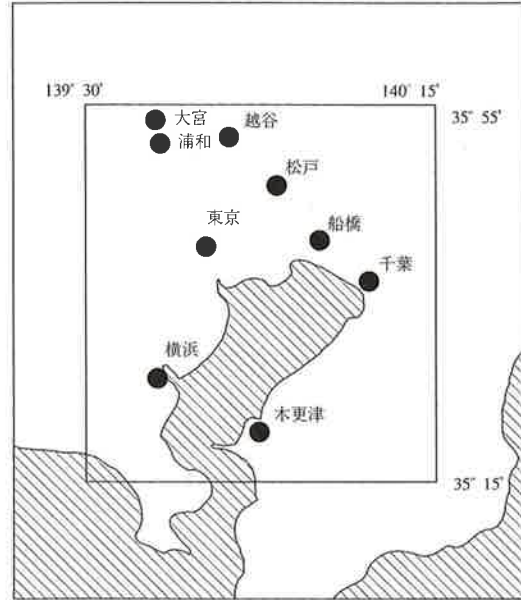 139° 30'
140° 15'
35° 55'
大宮
越谷
浦和
松戸
東京
船橋
千葉
横浜
木更津
35° 15'